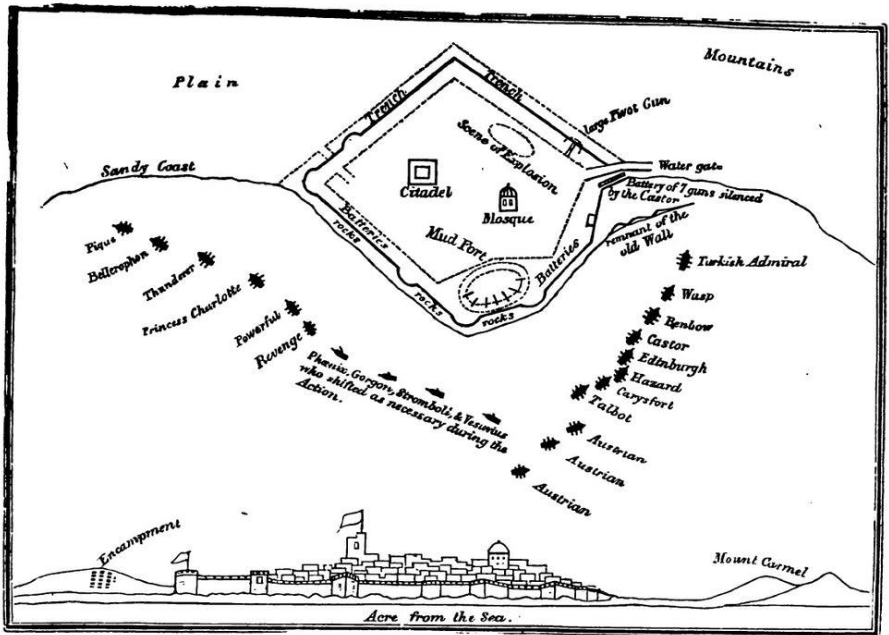 Plain
Mountains
Trench
Trench
large Pivot Gun
Scene of Explosion
Sandy Coast
Water gate
Citadel
Mosque
Battery of 7 guns silenced
by the Castor
Batteries
rocks
Mud Fort
Batteries
remnant of the
old Wall
rocks
rocks
Pique
Bellerophon
Thunderer
Princess Charlotte
Powerful
Revenge
Turkish Admiral
Wasp
Benbow
Castor
Edinburgh
Hazard
Carysfort
Talbot
Phœnix, Gorgon, Stromboli, & Vesuvius
who shifted as necessary during the
Action.
Austrian
Austrian
Austrian
Encampment
Mount Carmel
Acre from the Sea.